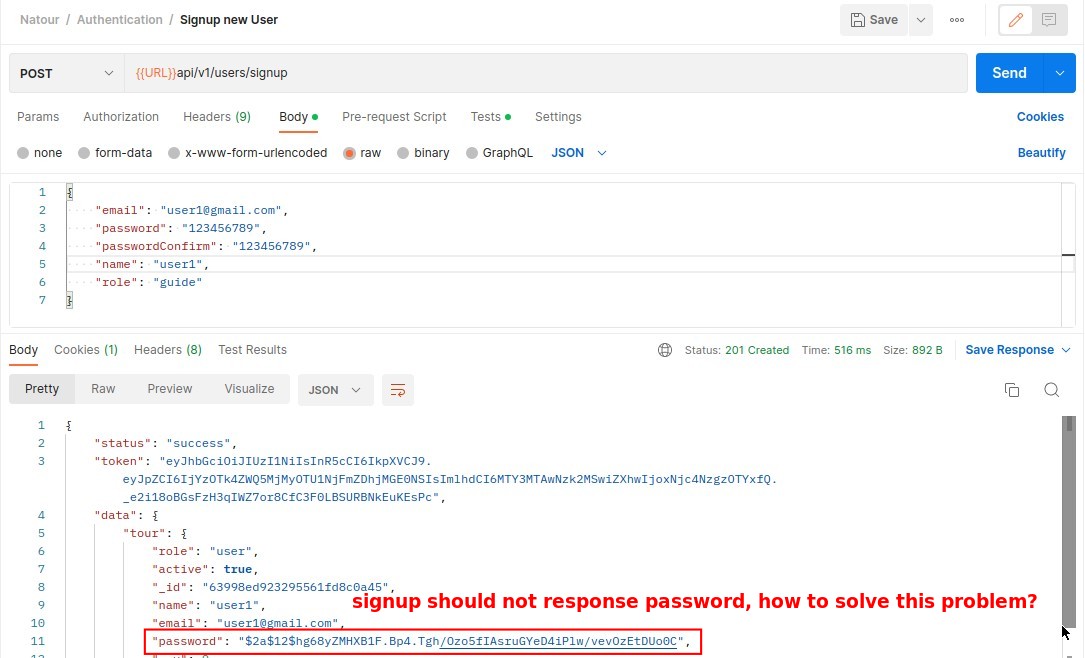 Natour / Authentication / Signup new User
Save
POST
{{URL}}api/v1/users/signup
Send
Params Authorization Headers (9) Body Pre-request Script Tests Settings Cookies
none form-data x-www-form-urlencoded raw binary GraphQL JSON Beautify
1 {
2 "email": "user1@gmail.com",
3 "password": "123456789",
4 "passwordConfirm": "123456789",
5 "name": "user1",
6 "role": "guide"
7 }
Body Cookies (1) Headers (8) Test Results Status: 201 Created Time: 516 ms Size: 892 B Save Response
Pretty Raw Preview Visualize JSON
1 {
2 "status": "success",
3 "token": "eyJhbGciOiJIUzI1NiIsInR5cCI6IkpXVCJ9.
eyJpZCI6IjYzOTk4ZWQ5MjMyOTU1NjFmZDhjMGE0NSIsImlhdCI6MTY3MTAwNzk2MSwiZXhwIjoxNjc4NzgzOTYxfQ.
_e2i18oBGsFzH3qIWZ7or8CfC3F0LBSURBNkEuKEsPc",
4 "data": {
5 "tour": {
6 "role": "user",
7 "active": true,
8 "_id": "63998ed923295561fd8c0a45",
9 "name": "user1",
signup should not response password, how to solve this problem?
10 "email": "user1@gmail.com",
11 "password": "$2a$12$hg68yZMHXB1F.Bp4.Tgh/Ozo5fIAsruGYeD4iPlw/vevOzEtDUo0C",